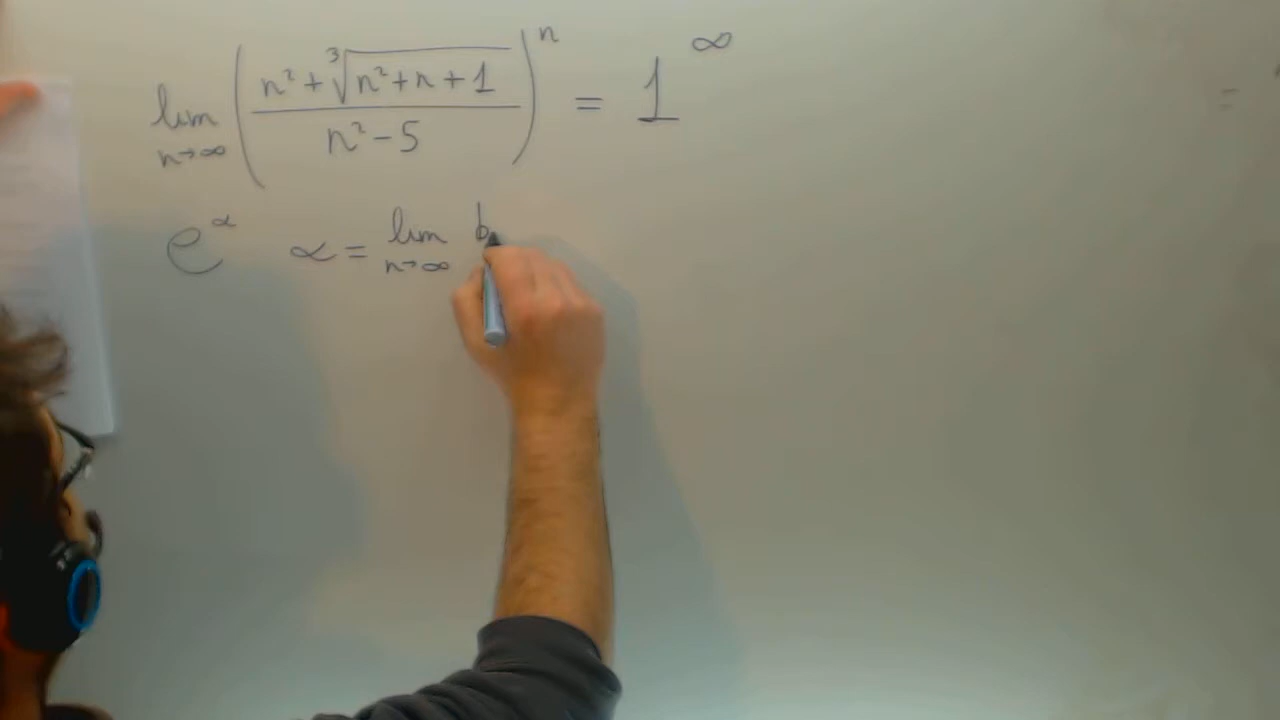 lim n→∞ ( (n² + ∛(n² + n + 1)) / (n² − 5) )ⁿ = 1^∞
e^α α = lim n→∞ b